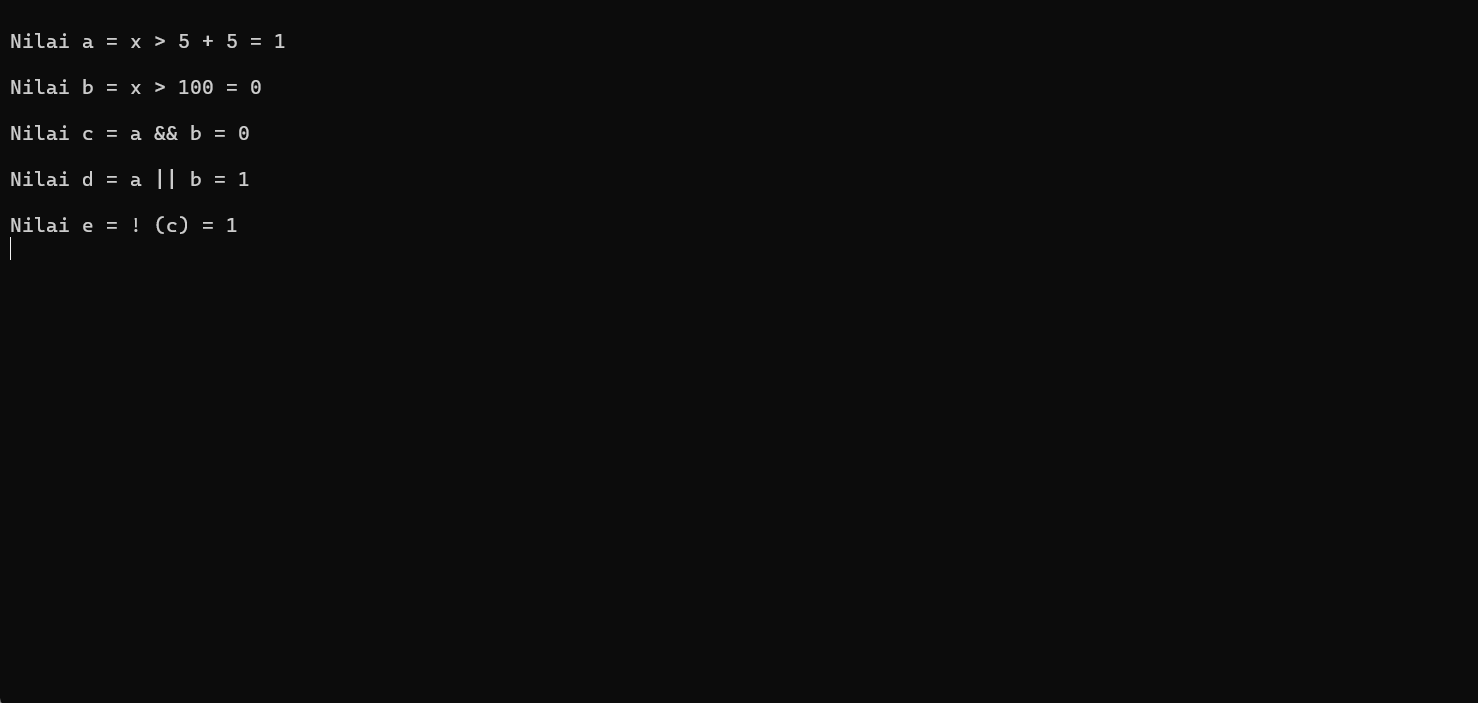 Nilai a = x > 5 + 5 = 1
Nilai b = x > 100 = 0
Nilai c = a && b = 0
Nilai d = a || b = 1
Nilai e = ! (c) = 1